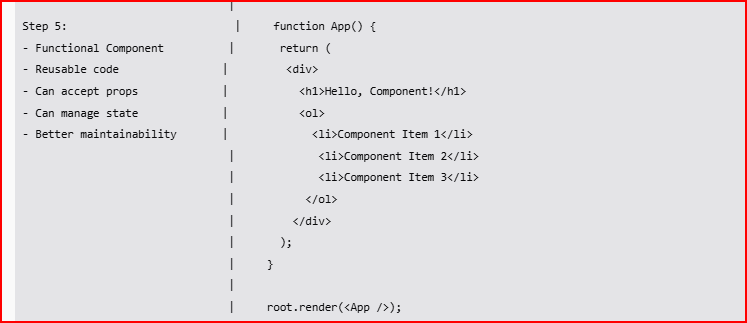 |
Step 5: | function App() {
- Functional Component | return (
- Reusable code | <div>
- Can accept props | <h1>Hello, Component!</h1>
- Can manage state | <ol>
- Better maintainability | <li>Component Item 1</li>
| <li>Component Item 2</li>
| <li>Component Item 3</li>
| </ol>
| </div>
| );
| }
|
| root.render(<App />);